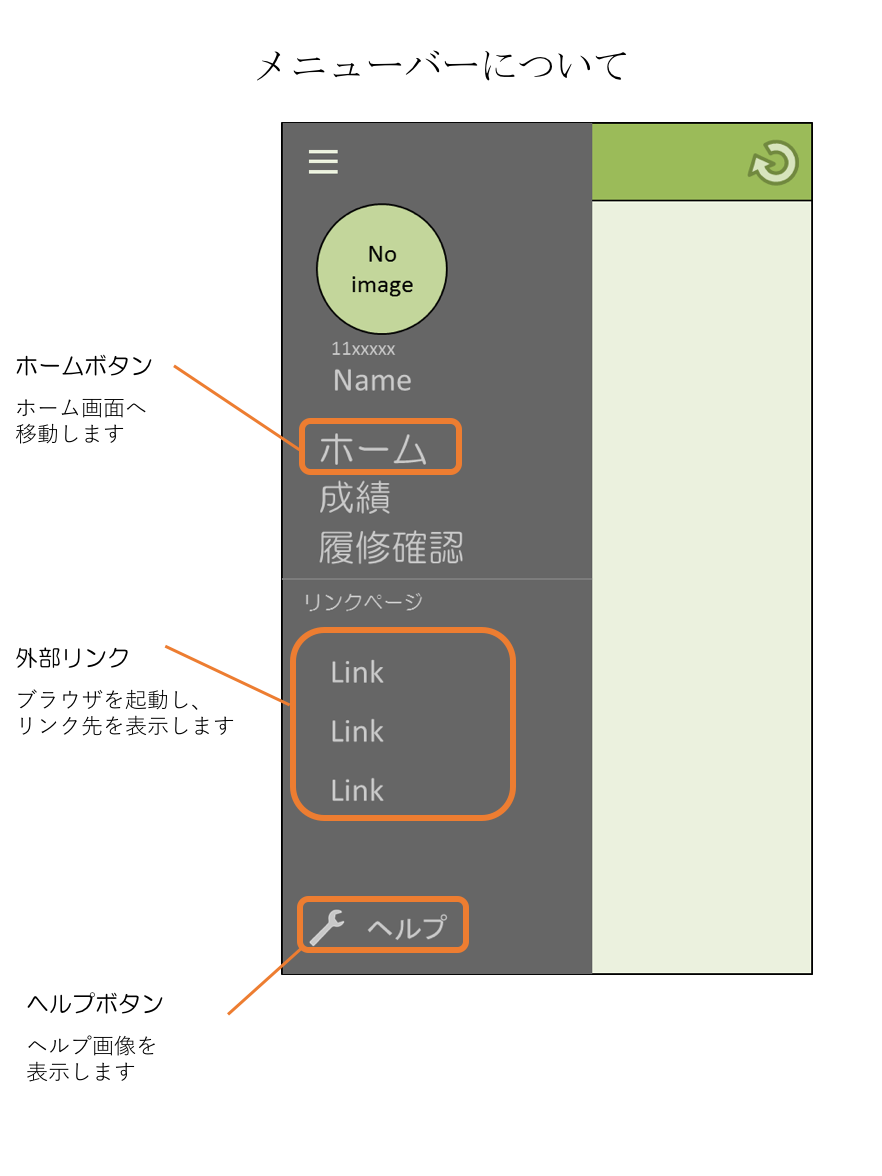 メニューバーについて
No
image
11xxxxx
Name
ホームボタン
ホーム画面へ
移動します
ホーム
成績
履修確認
リンクページ
外部リンク
ブラウザを起動し、
リンク先を表示します
Link
Link
Link
ヘルプ
ヘルプボタン
ヘルプ画像を
表示します